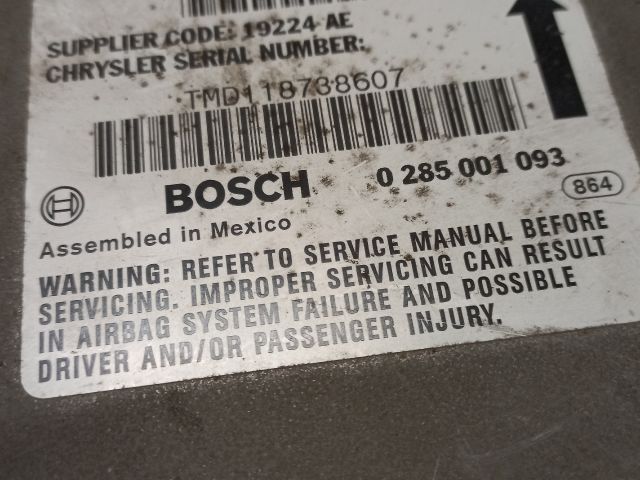 SUPPLIER CODE: 19224 AE
CHRYSLER SERIAL NUMBER:
TMD118738607
BOSCH 0 285 001 093
864
Assembled in Mexico
WARNING: REFER TO SERVICE MANUAL BEFORE
SERVICING. IMPROPER SERVICING CAN RESULT
IN AIRBAG SYSTEM FAILURE AND POSSIBLE
DRIVER AND/OR PASSENGER INJURY.